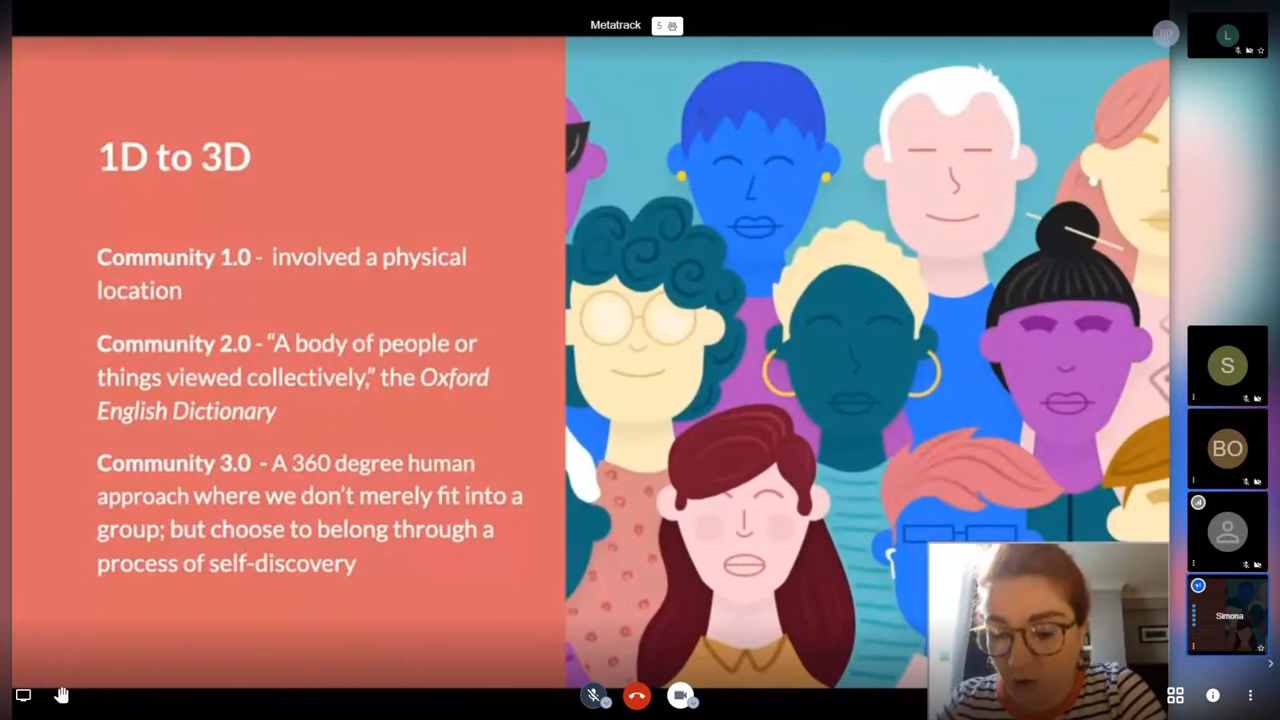 Metatrack
5
L
1D to 3D
Community 1.0 - involved a physical
location
Community 2.0 - “A body of people or
things viewed collectively,” the Oxford
English Dictionary
Community 3.0 - A 360 degree human
approach where we don’t merely fit into a
group; but choose to belong through a
process of self-discovery
S
BO
Simona